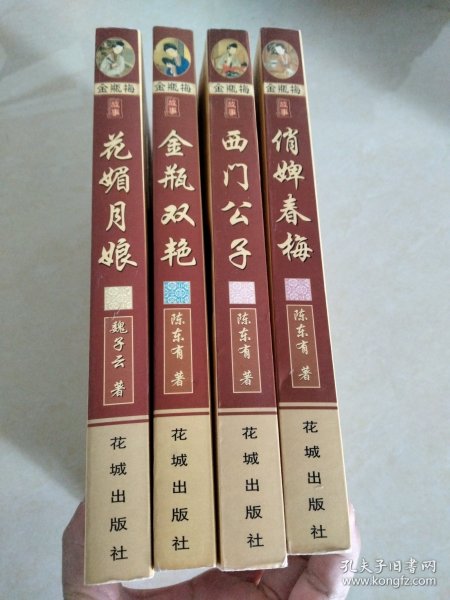 金瓶梅
故事
花媚月娘
魏子云 著
花城出版社
金瓶梅
故事
金瓶双艳
陈东有 著
花城出版社
金瓶梅
故事
西门公子
陈东有 著
花城出版社
金瓶梅
故事
俏婢春梅
陈东有 著
花城出版社
孔夫子旧书网
www.kongfz.com